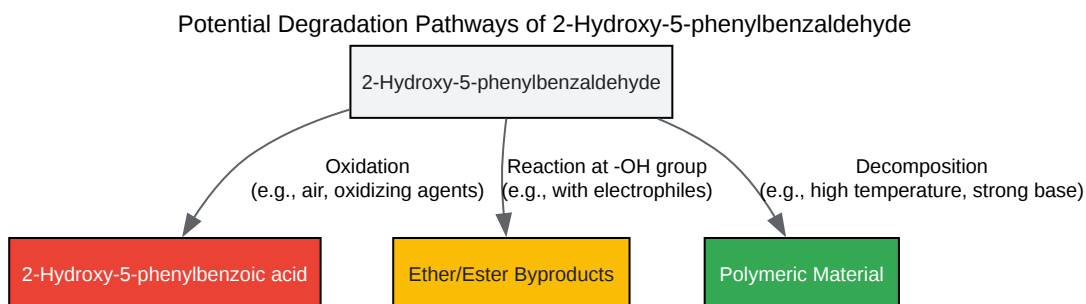 Potential Degradation Pathways of 2-Hydroxy-5-phenylbenzaldehyde
2-Hydroxy-5-phenylbenzaldehyde
Oxidation
(e.g., air, oxidizing agents)
Reaction at -OH group
(e.g., with electrophiles)
Decomposition
(e.g., high temperature, strong base)
2-Hydroxy-5-phenylbenzoic acid
Ether/Ester Byproducts
Polymeric Material